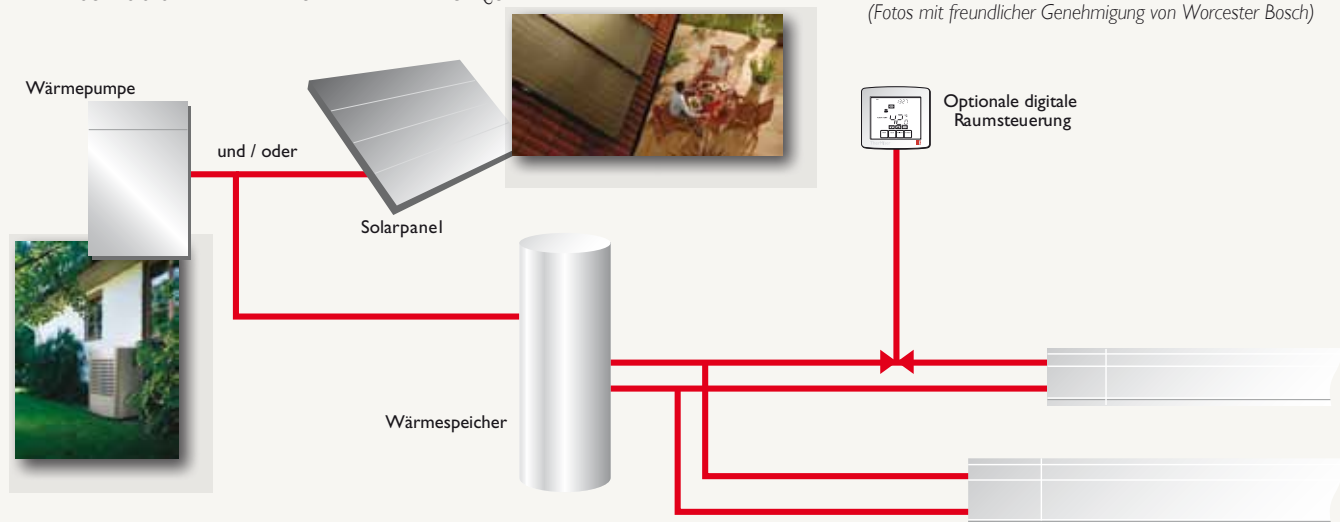 (Fotos mit freundlicher Genehmigung von Worcester Bosch)
Wärmepumpe
und / oder
Solarpanel
Optionale digitale
Raumsteuerung
Wärmespeicher